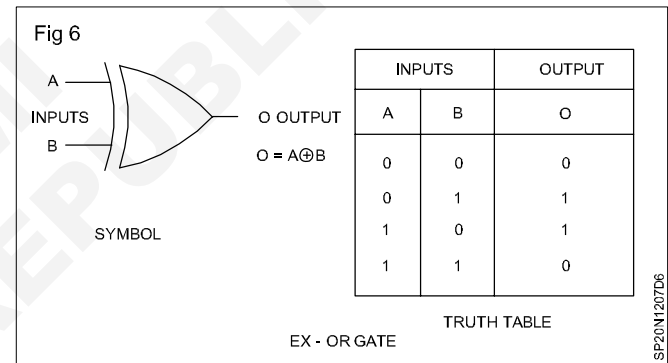 Fig 6
A
INPUTS
B
O OUTPUT
O = A⊕B
SYMBOL
INPUTS OUTPUT
A B O
0 0 0
0 1 1
1 0 1
1 1 0
TRUTH TABLE
EX - OR GATE
SP20N1207D6